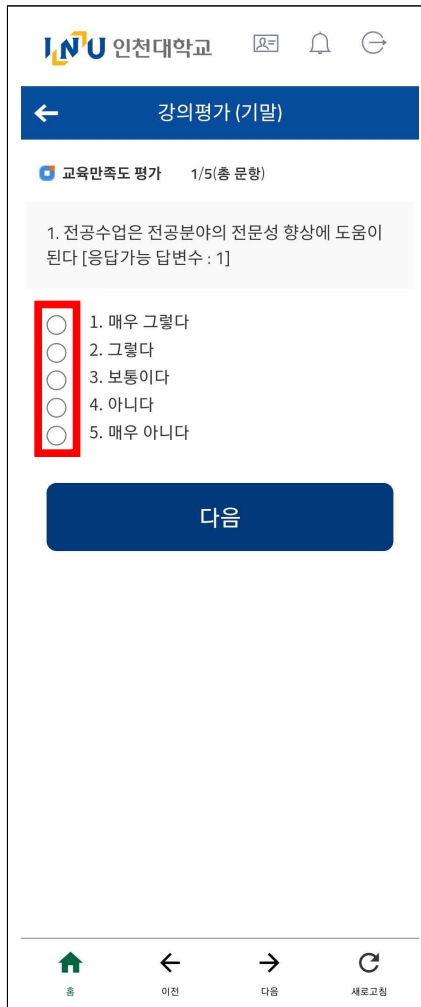 INU 인천대학교
강의평가 (기말)
교육만족도 평가 1/5(총 문항)
1. 전공수업은 전공분야의 전문성 향상에 도움이
된다 [응답가능 답변수 : 1]
1. 매우 그렇다
2. 그렇다
3. 보통이다
4. 아니다
5. 매우 아니다
다음
홈 이전 다음 새로고침